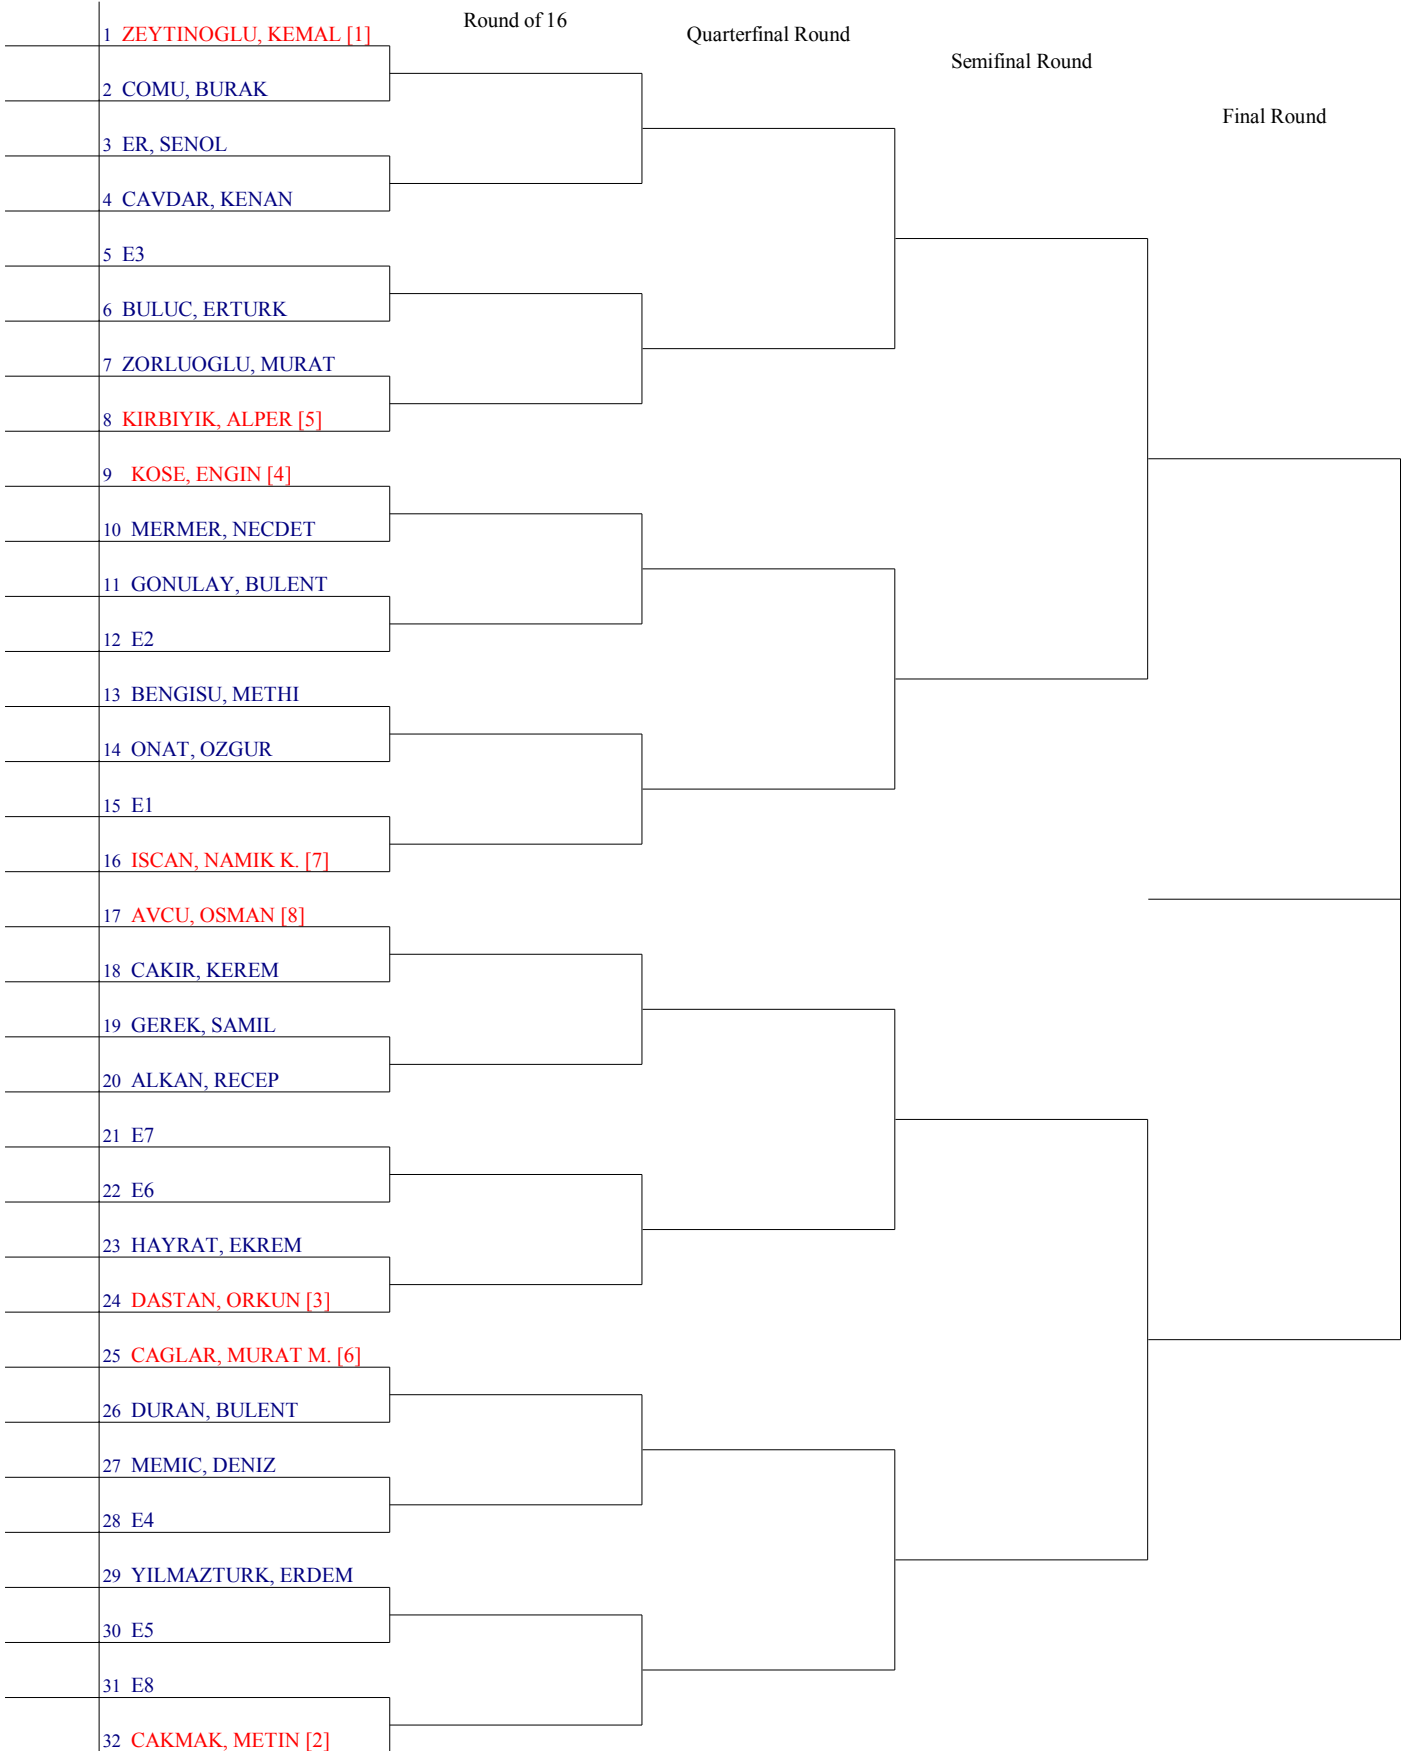 Round of 16
Quarterfinal Round
Semifinal Round
Final Round
1 ZEYTINOGLU, KEMAL [1]
2 COMU, BURAK
3 ER, SENOL
4 CAVDAR, KENAN
5 E3
6 BULUC, ERTURK
7 ZORLUOGLU, MURAT
8 KIRBIYIK, ALPER [5]
9 KOSE, ENGIN [4]
10 MERMER, NECDET
11 GONULAY, BULENT
12 E2
13 BENGISU, METHI
14 ONAT, OZGUR
15 E1
16 ISCAN, NAMIK K. [7]
17 AVCU, OSMAN [8]
18 CAKIR, KEREM
19 GEREK, SAMIL
20 ALKAN, RECEP
21 E7
22 E6
23 HAYRAT, EKREM
24 DASTAN, ORKUN [3]
25 CAGLAR, MURAT M. [6]
26 DURAN, BULENT
27 MEMIC, DENIZ
28 E4
29 YILMAZTURK, ERDEM
30 E5
31 E8
32 CAKMAK, METIN [2]